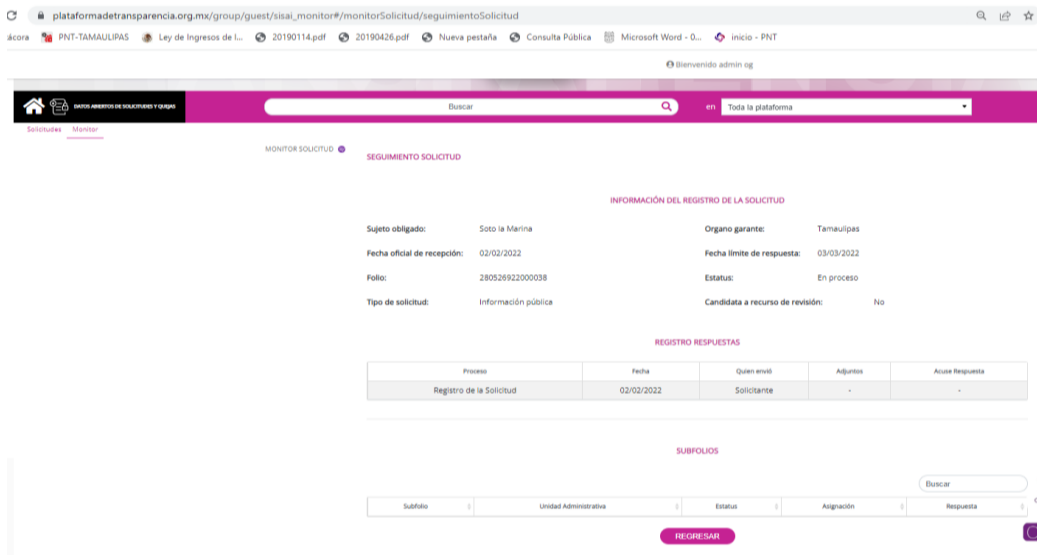 plataformadetransparencia.org.mx/group/guest/sisai_monitor#/monitorSolicitud/seguimientoSolicitud
ácora PNT-TAMAULIPAS Ley de Ingresos de l... 20190114.pdf 20190426.pdf Nueva pestaña Consulta Pública Microsoft Word - 0... inicio - PNT
Bienvenido admin og
DATOS ABIERTOS DE SOLICITUDES Y QUEJAS Buscar en Toda la plataforma
Solicitudes Monitor
MONITOR SOLICITUD
SEGUIMIENTO SOLICITUD
INFORMACIÓN DEL REGISTRO DE LA SOLICITUD
Sujeto obligado: Soto la Marina Organo garante: Tamaulipas
Fecha oficial de recepción: 02/02/2022 Fecha límite de respuesta: 03/03/2022
Folio: 280526922000038 Estatus: En proceso
Tipo de solicitud: Información pública Candidata a recurso de revisión: No
REGISTRO RESPUESTAS
Proceso Fecha Quien envió Adjuntos Acuse Respuesta
Registro de la Solicitud 02/02/2022 Solicitante - -
SUBFOLIOS
Buscar
Subfolio Unidad Administrativa Estatus Asignación Respuesta
REGRESAR